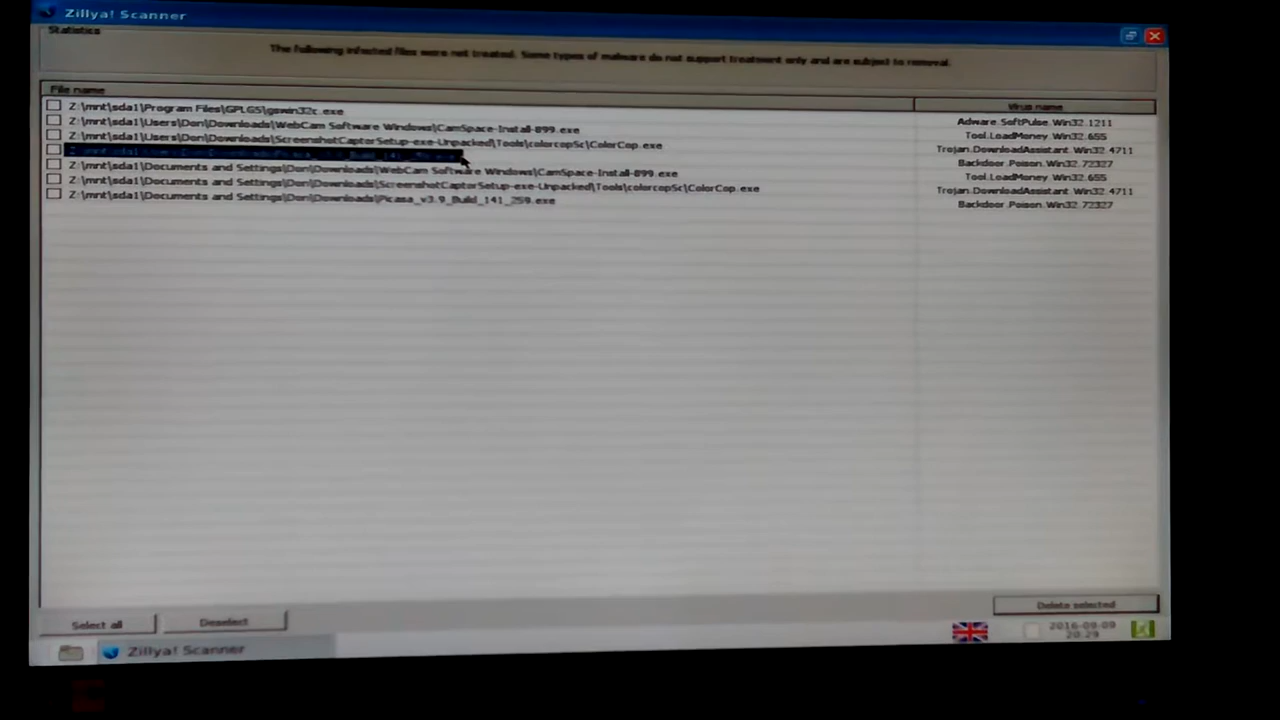 Zillya! Scanner
Statistics
The following infected files were not treated. Some types of malware do not support treatment only and are subject to removal.
File name Virus name
Z:\mnt\sda1\Program Files\GPLGS\gswin32c.exe Adware.SoftPulse.Win32.1211
Z:\mnt\sda1\Users\Don\Downloads\WebCam Software Windows\CamSpace-Install-899.exe Tool.LoadMoney.Win32.655
Z:\mnt\sda1\Users\Don\Downloads\ScreenshotCaptorSetup-exe-Unpacked\Tools\colorcopSc\ColorCop.exe Trojan.DownloadAssistant.Win32.4711
Backdoor.Poison.Win32.72327
Z:\mnt\sda1\Documents and Settings\Don\Downloads\WebCam Software Windows\CamSpace-Install-899.exe Tool.LoadMoney.Win32.655
Z:\mnt\sda1\Documents and Settings\Don\Downloads\ScreenshotCaptorSetup-exe-Unpacked\Tools\colorcopSc\ColorCop.exe Trojan.DownloadAssistant.Win32.4711
Z:\mnt\sda1\Documents and Settings\Don\Downloads\Picasa_v3.9_Build_141_259.exe Backdoor.Poison.Win32.72327
Select all Deselect Delete selected
Zillya! Scanner 2016-09-09
20:29